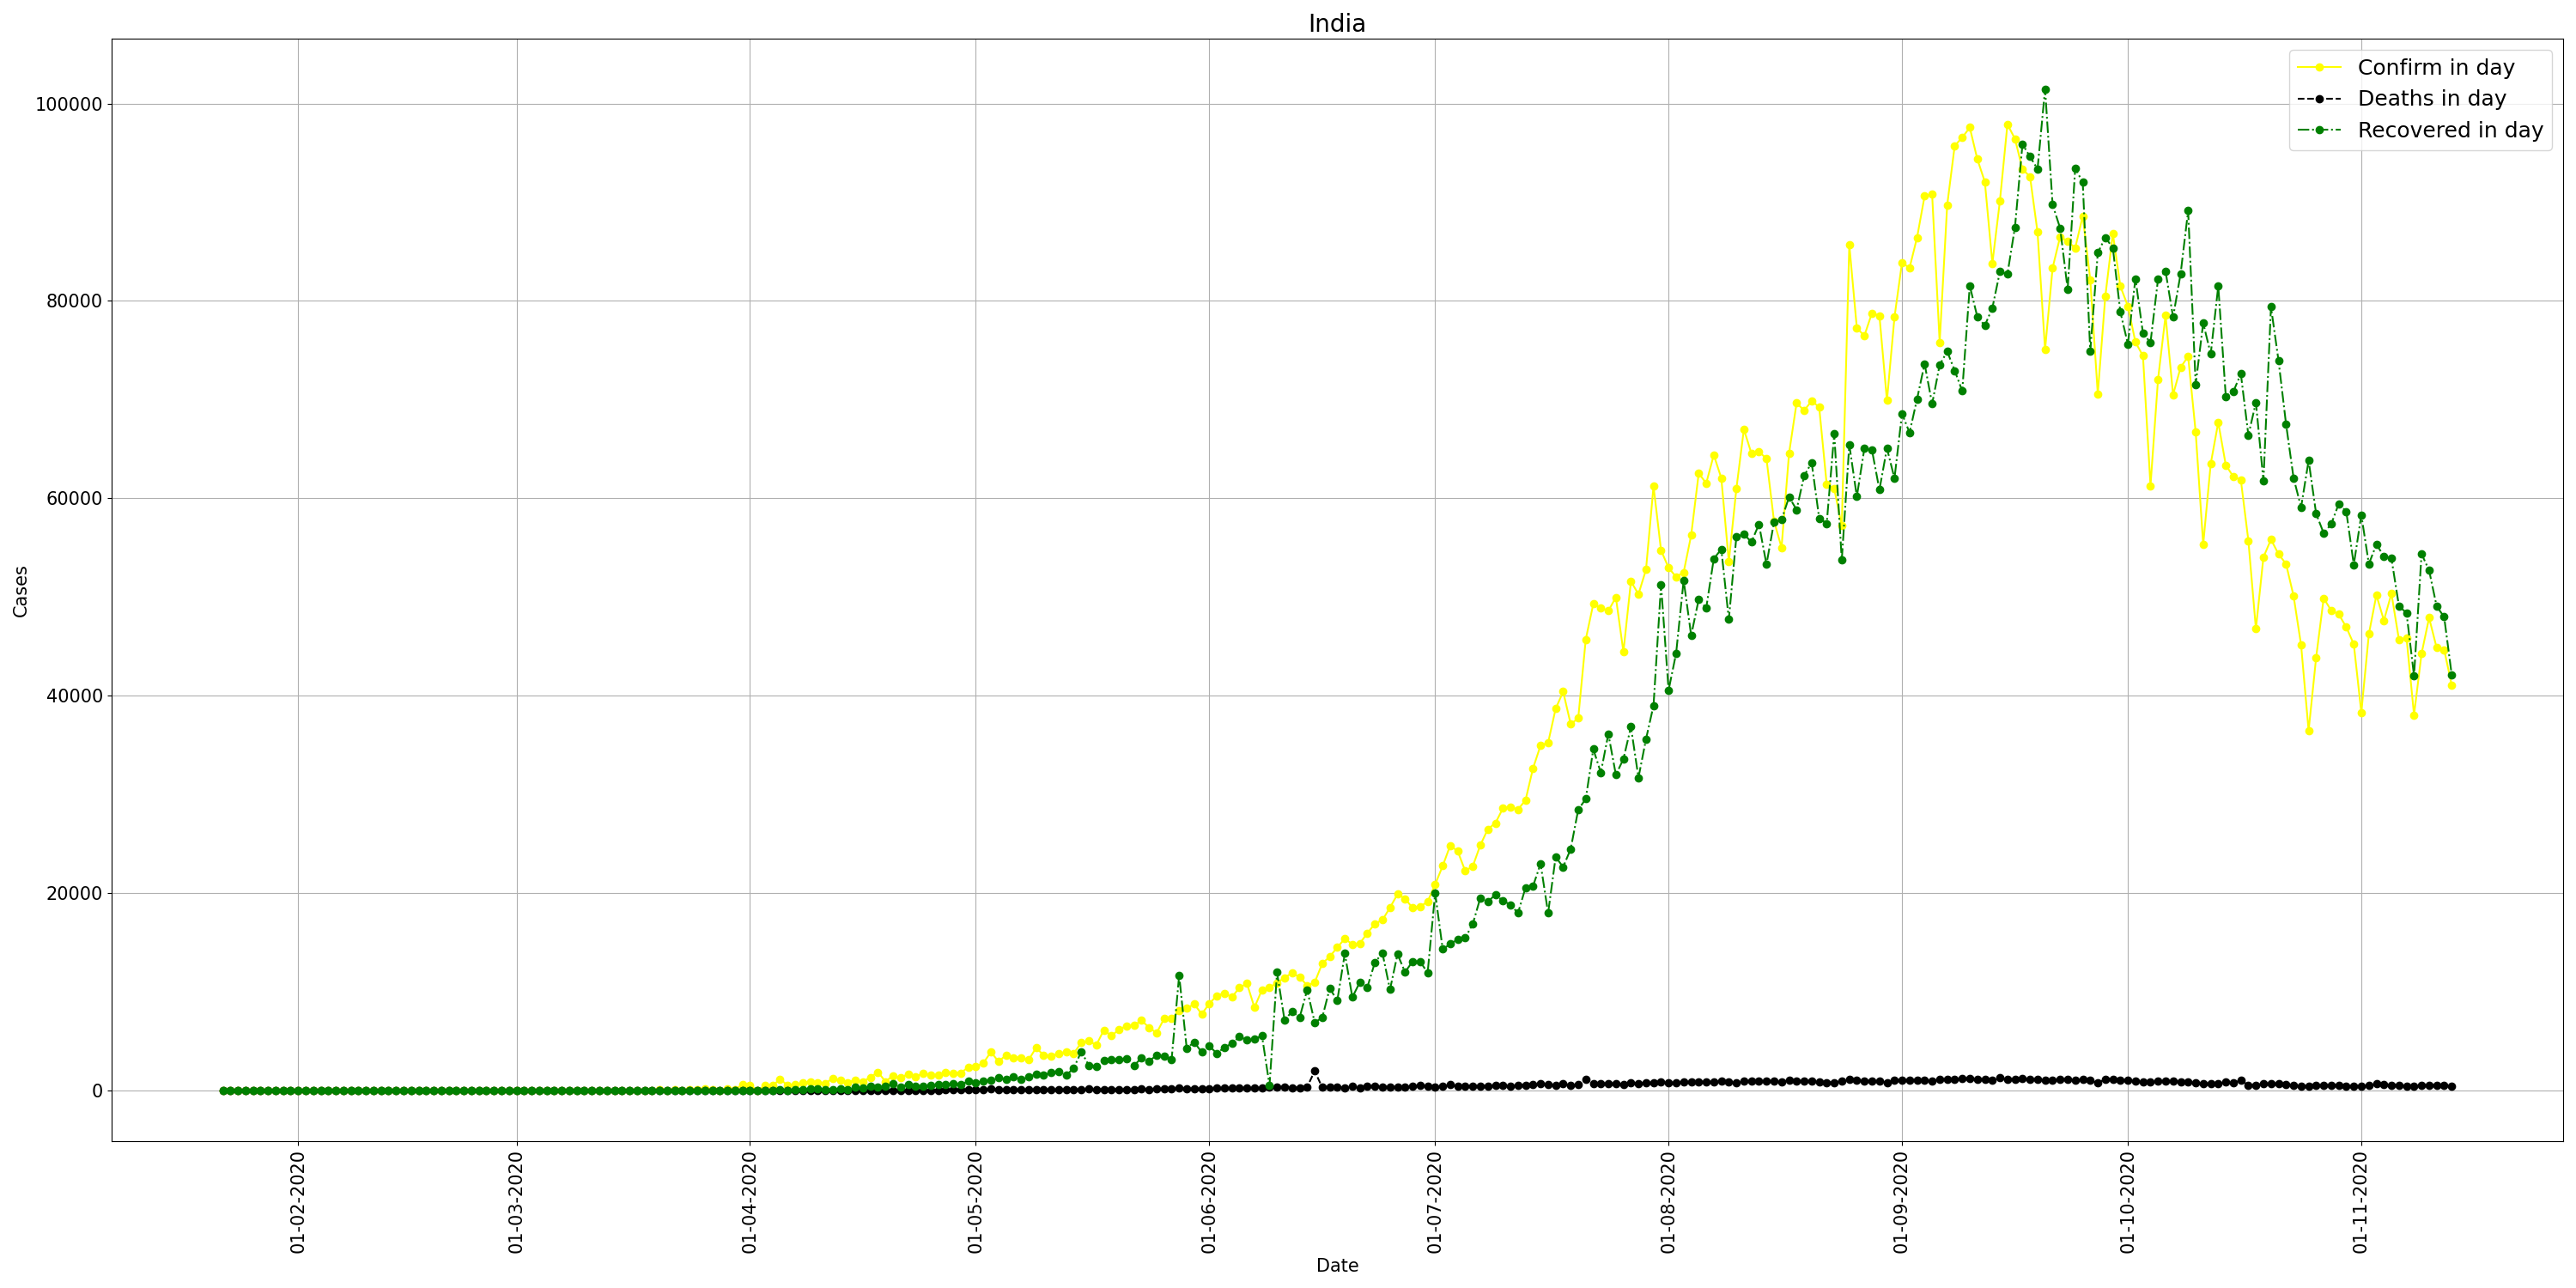 India
Confirm in day
Deaths in day
Recovered in day
100000
80000
60000
40000
20000
0
Cases
01-02-2020
01-03-2020
01-04-2020
01-05-2020
01-06-2020
01-07-2020
01-08-2020
01-09-2020
01-10-2020
01-11-2020
Date